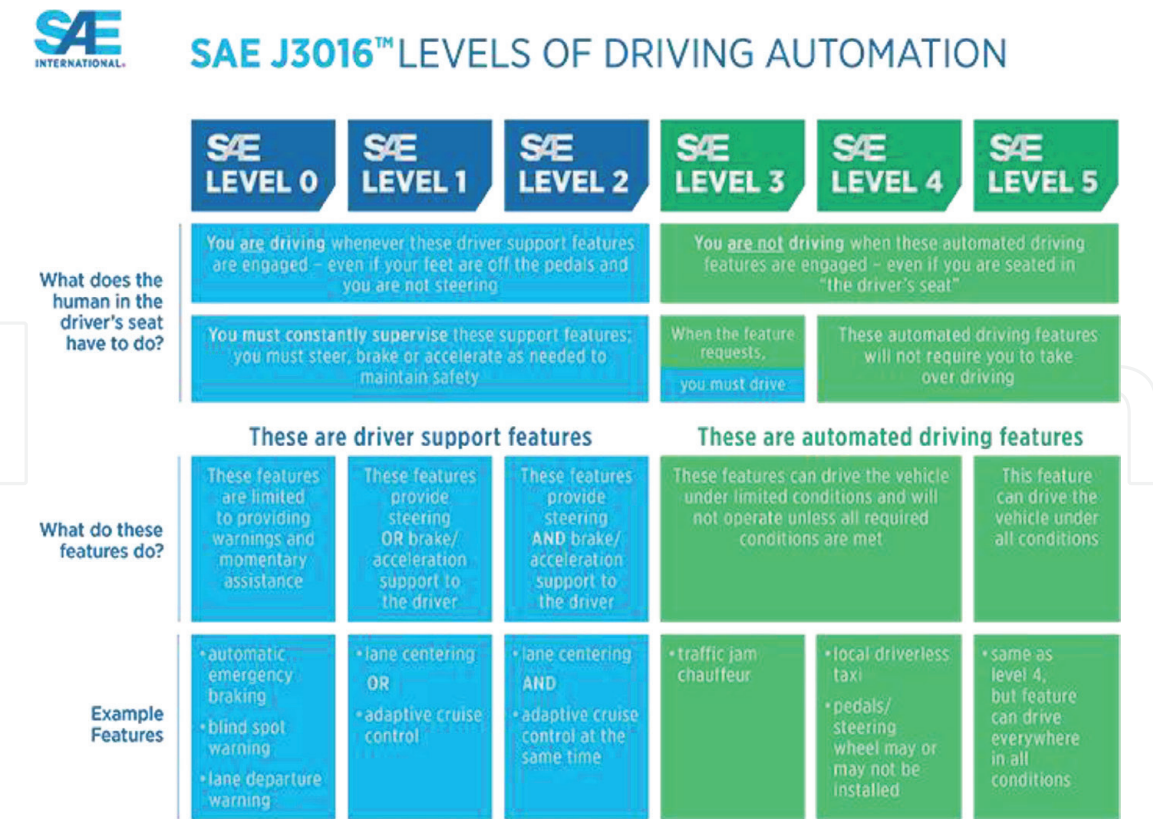 SAE
INTERNATIONAL®
SAE J3016™ LEVELS OF DRIVING AUTOMATION
SAE
LEVEL 0
SAE
LEVEL 1
SAE
LEVEL 2
SAE
LEVEL 3
SAE
LEVEL 4
SAE
LEVEL 5
What does the
human in the
driver's seat
have to do?
You are driving whenever these driver support features
are engaged – even if your feet are off the pedals and
you are not steering
You are not driving when these automated driving
features are engaged – even if you are seated in
"the driver's seat"
You must constantly supervise these support features;
you must steer, brake or accelerate as needed to
maintain safety
When the feature
requests,
you must drive
These automated driving features
will not require you to take
over driving
These are driver support features
These are automated driving features
What do these
features do?
These features
are limited
to providing
warnings and
momentary
assistance
These features
provide
steering
OR brake/
acceleration
support to
the driver
These features
provide
steering
AND brake/
acceleration
support to
the driver
These features can drive the vehicle
under limited conditions and will
not operate unless all required
conditions are met
This feature
can drive the
vehicle under
all conditions
Example
Features
• automatic
emergency
braking
• blind spot
warning
• lane departure
warning
• lane centering
OR
• adaptive cruise
control
• lane centering
AND
• adaptive cruise
control at the
same time
• traffic jam
chauffeur
• local driverless
taxi
• pedals/
steering
wheel may or
may not be
installed
• same as
level 4,
but feature
can drive
everywhere
in all
conditions